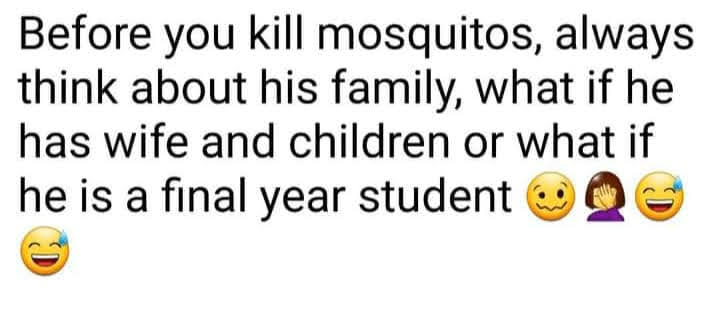 Before you kill mosquitos, always
think about his family, what if he
has wife and children or what if
he is a final year student 🥴🤦‍♀️😅
😅